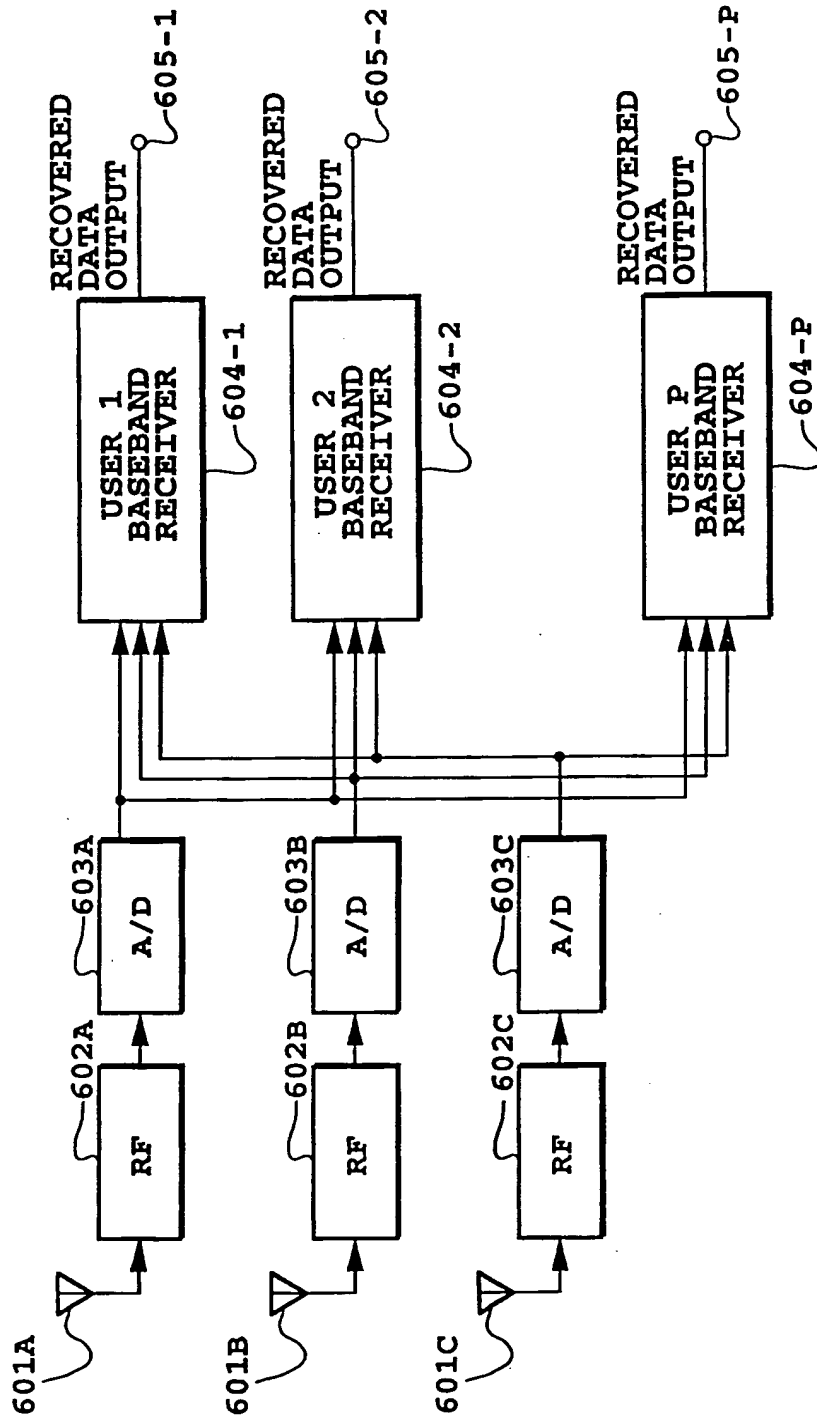 601A
602A
RF
603A
A/D
USER 1
BASEBAND
RECEIVER
604-1
RECOVERED
DATA
OUTPUT
605-1
601B
602B
RF
603B
A/D
USER 2
BASEBAND
RECEIVER
604-2
RECOVERED
DATA
OUTPUT
605-2
601C
602C
RF
603C
A/D
USER P
BASEBAND
RECEIVER
604-P
RECOVERED
DATA
OUTPUT
605-P